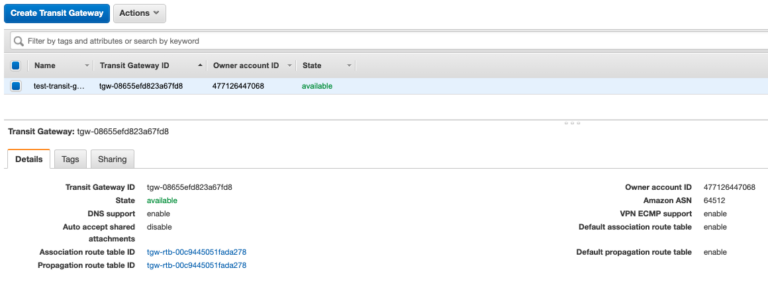 Create Transit Gateway Actions
Filter by tags and attributes or search by keyword
Name Transit Gateway ID Owner account ID State
test-transit-g... tgw-08655efd823a67fd8 477126447068 available
Transit Gateway: tgw-08655efd823a67fd8
Details Tags Sharing
Transit Gateway ID tgw-08655efd823a67fd8 Owner account ID 477126447068
State available Amazon ASN 64512
DNS support enable VPN ECMP support enable
Auto accept shared attachments disable Default association route table enable
Association route table ID tgw-rtb-00c9445051fada278 Default propagation route table enable
Propagation route table ID tgw-rtb-00c9445051fada278